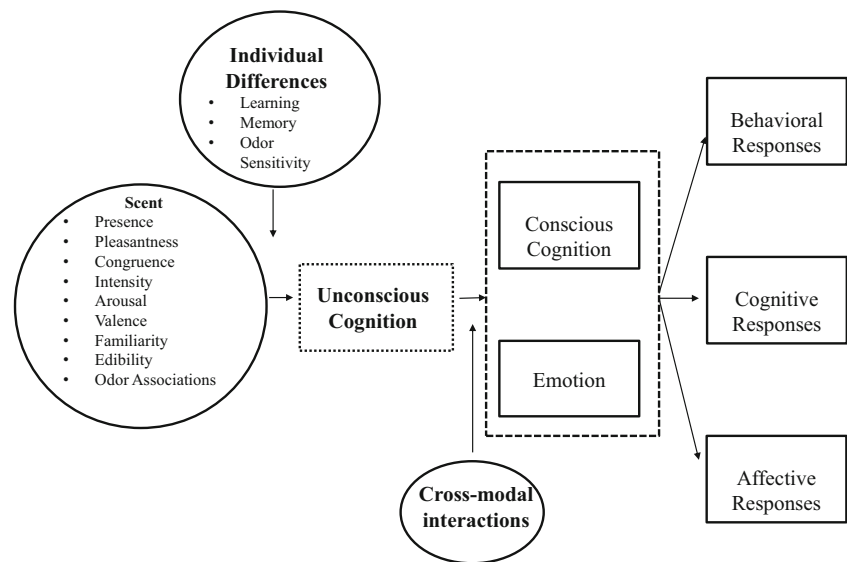 Individual
Differences
• Learning
• Memory
• Odor
Sensitivity
Scent
• Presence
• Pleasantness
• Congruence
• Intensity
• Arousal
• Valence
• Familiarity
• Edibility
• Odor Associations
Unconscious
Cognition
Conscious
Cognition
Emotion
Cross-modal
interactions
Behavioral
Responses
Cognitive
Responses
Affective
Responses